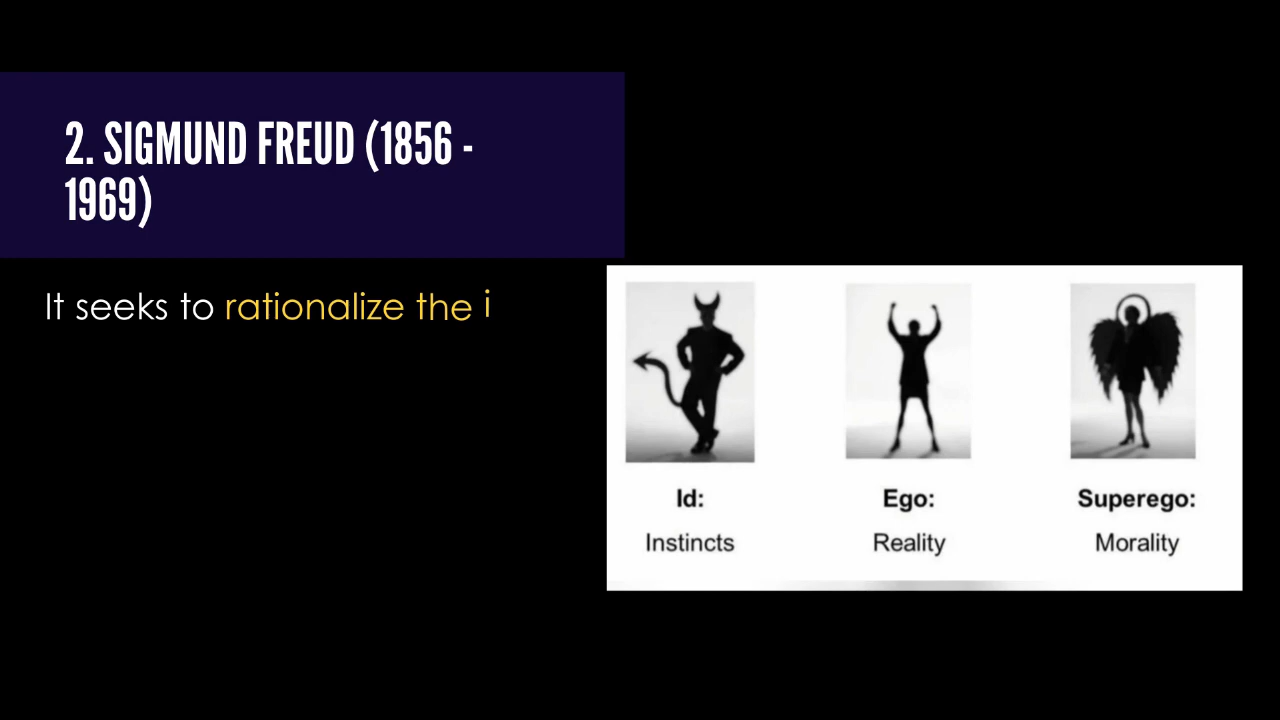 2. SIGMUND FREUD (1856 -
1969)
It seeks to rationalize the i
Id:
Instincts
Ego:
Reality
Superego:
Morality